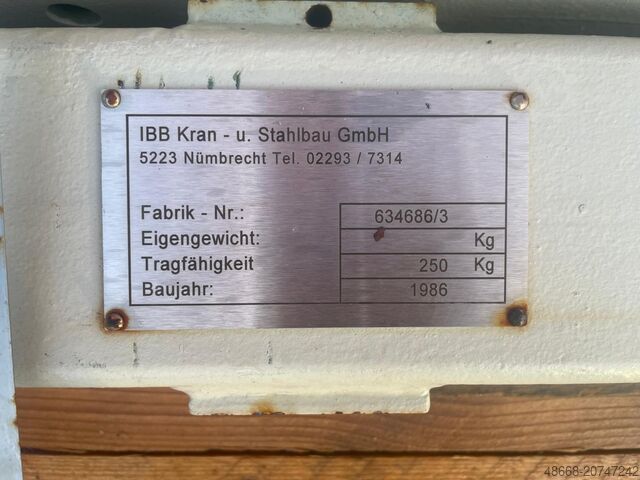 IBB Kran - u. Stahlbau GmbH
5223 Nümbrecht Tel. 02293 / 7314
Fabrik - Nr.: 634686/3
Eigengewicht: Kg
Tragfähigkeit 250 Kg
Baujahr: 1986
48668-20747242